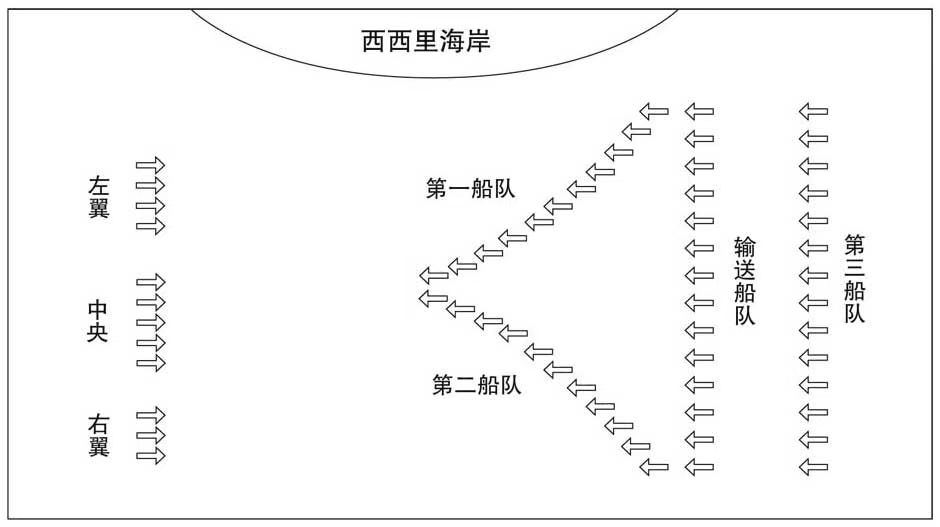 西西里海岸
左翼
中央
右翼
第一船队
第二船队
输送船队
第三船队